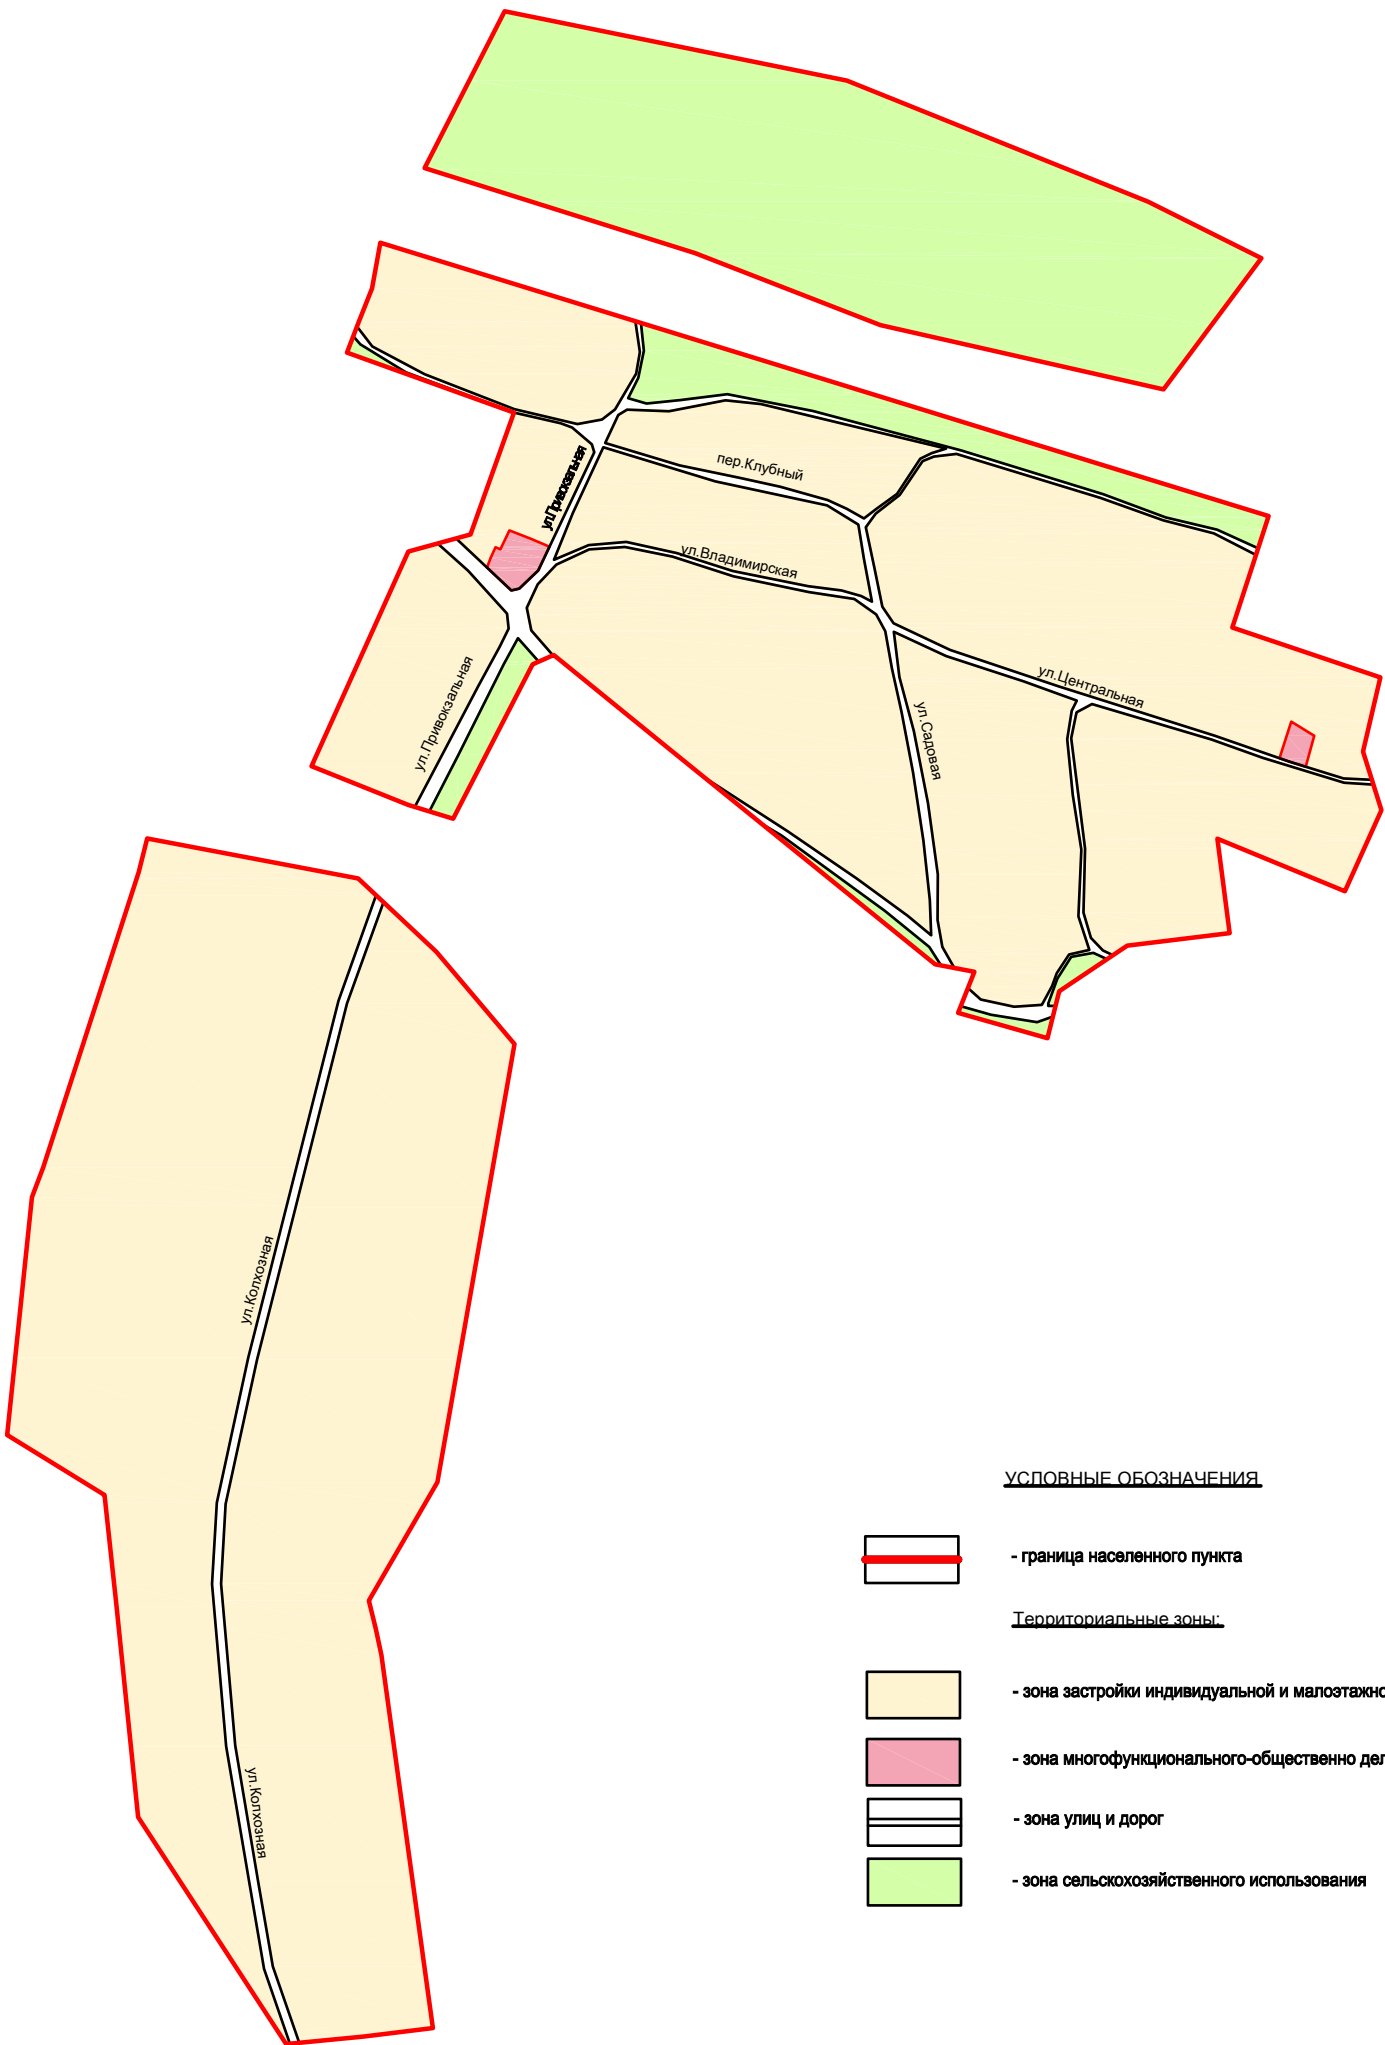 ул.Привокзальная
пер.Клубный
ул.Владимирская
ул.Привокзальная
ул.Центральная
ул.Садовая
ул.Колхозная
ул.Колхозная
УСЛОВНЫЕ ОБОЗНАЧЕНИЯ
- граница населенного пункта
Территориальные зоны:
- зона застройки индивидуальной и малоэтажно
- зона многофункционального-общественно дел
- зона улиц и дорог
- зона сельскохозяйственного использования